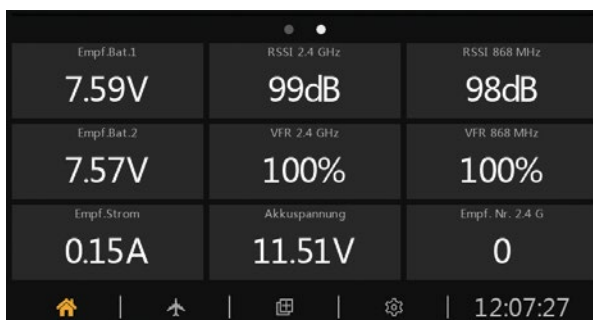 Empf.Bat.1 RSSI 2.4 GHz RSSI 868 MHz
7.59V 99dB 98dB
Empf.Bat.2 VFR 2.4 GHz VFR 868 MHz
7.57V 100% 100%
Empf.Strom Akkuspannung Empf. Nr. 2.4 G
0.15A 11.51V 0
12:07:27